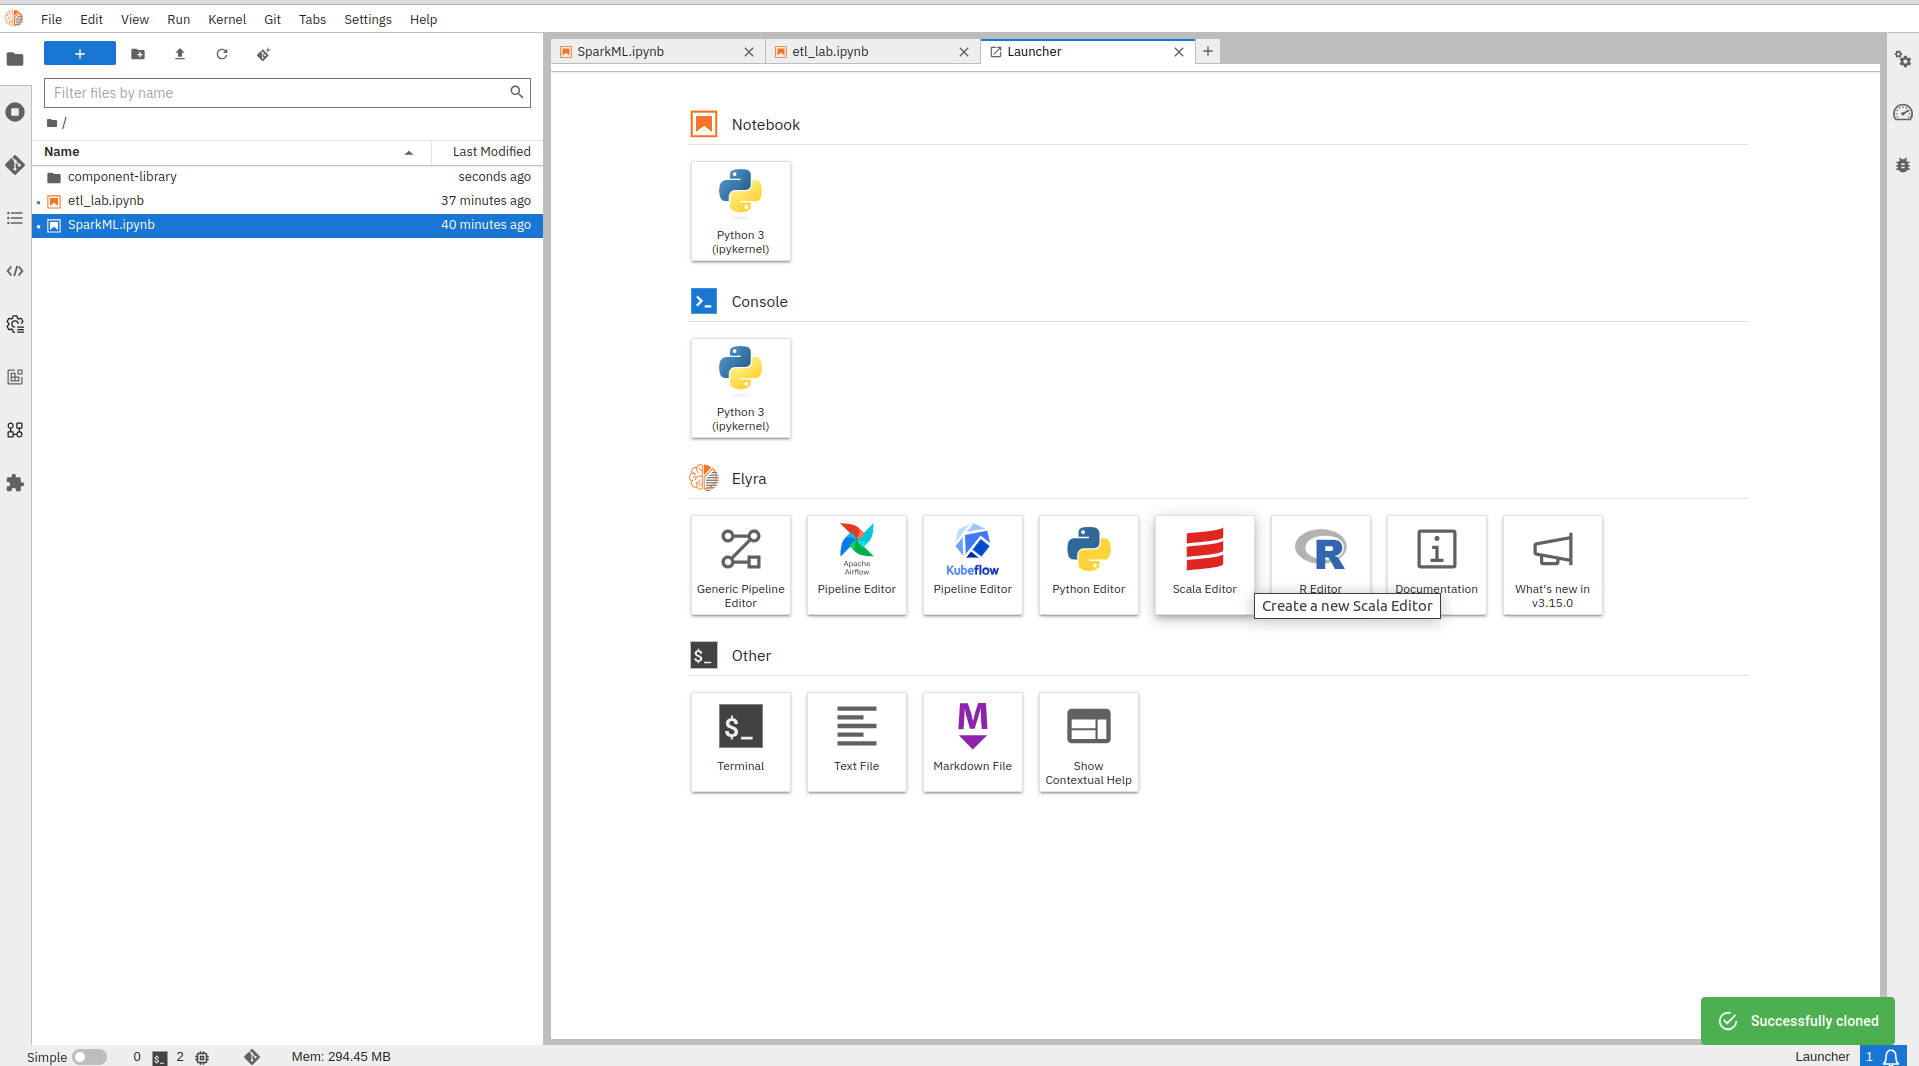 File Edit View Run Kernel Git Tabs Settings Help
SparkML.ipynb
etl_lab.ipynb
Launcher
Filter files by name
/
Name Last Modified
component-library seconds ago
etl_lab.ipynb 37 minutes ago
SparkML.ipynb 40 minutes ago
Notebook
Python 3
(ipykernel)
Console
Python 3
(ipykernel)
Elyra
Generic Pipeline
Editor
Apache
Airflow
Pipeline Editor
Kubeflow
Pipeline Editor
Python Editor
Scala Editor
R Editor
Documentation
What's new in
v3.15.0
Create a new Scala Editor
$_ Other
$_
Terminal
Text File
M
Markdown File
Show
Contextual Help
Successfully cloned
Simple 0 $_ 2 Mem: 294.45 MB Launcher 1